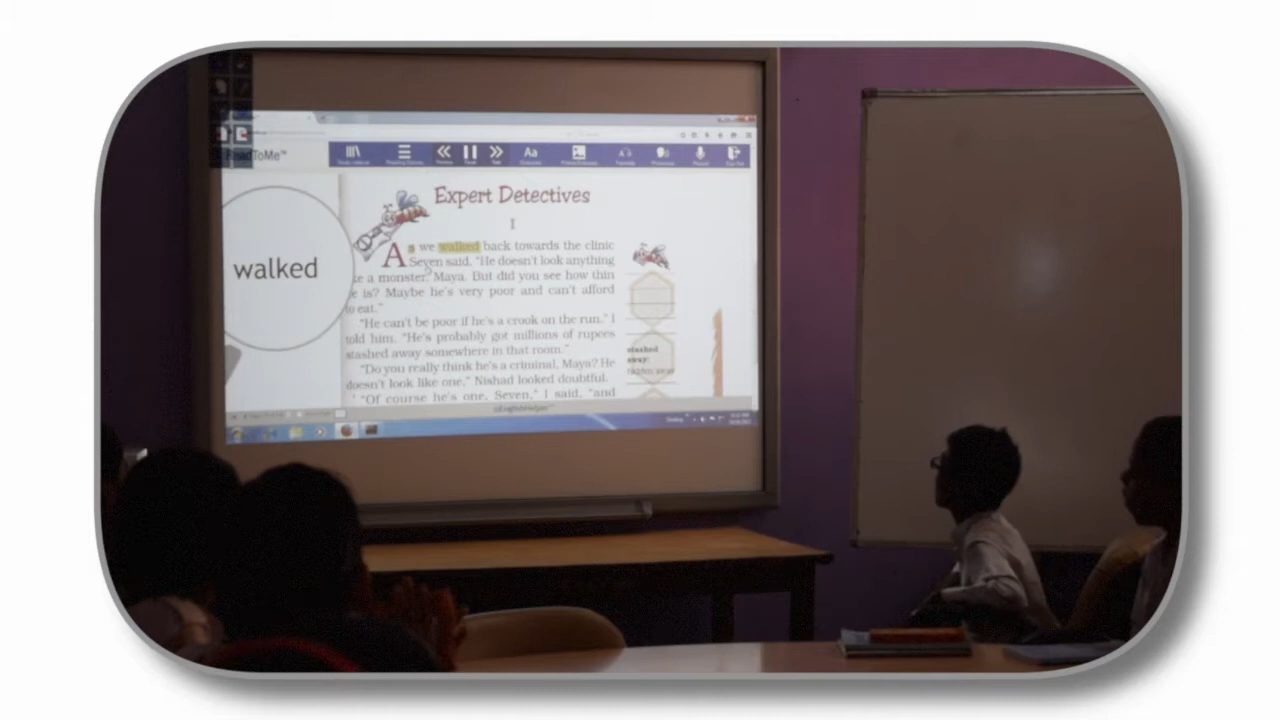 ReadToMe™
Aa
Expert Detectives
I
walked
As we walked back towards the clinic
Seven said. "He doesn't look anything
like a monster, Maya. But did you see how thin
he is? Maybe he's very poor and can't afford
to eat."
"He can't be poor if he's a crook on the run." I
told him. "He's probably got millions of rupees
stashed away somewhere in that room."
"Do you really think he's a criminal, Maya? He
doesn't look like one," Nishad looked doubtful.
"Of course he's one, Seven," I said, "and
stashed
away: